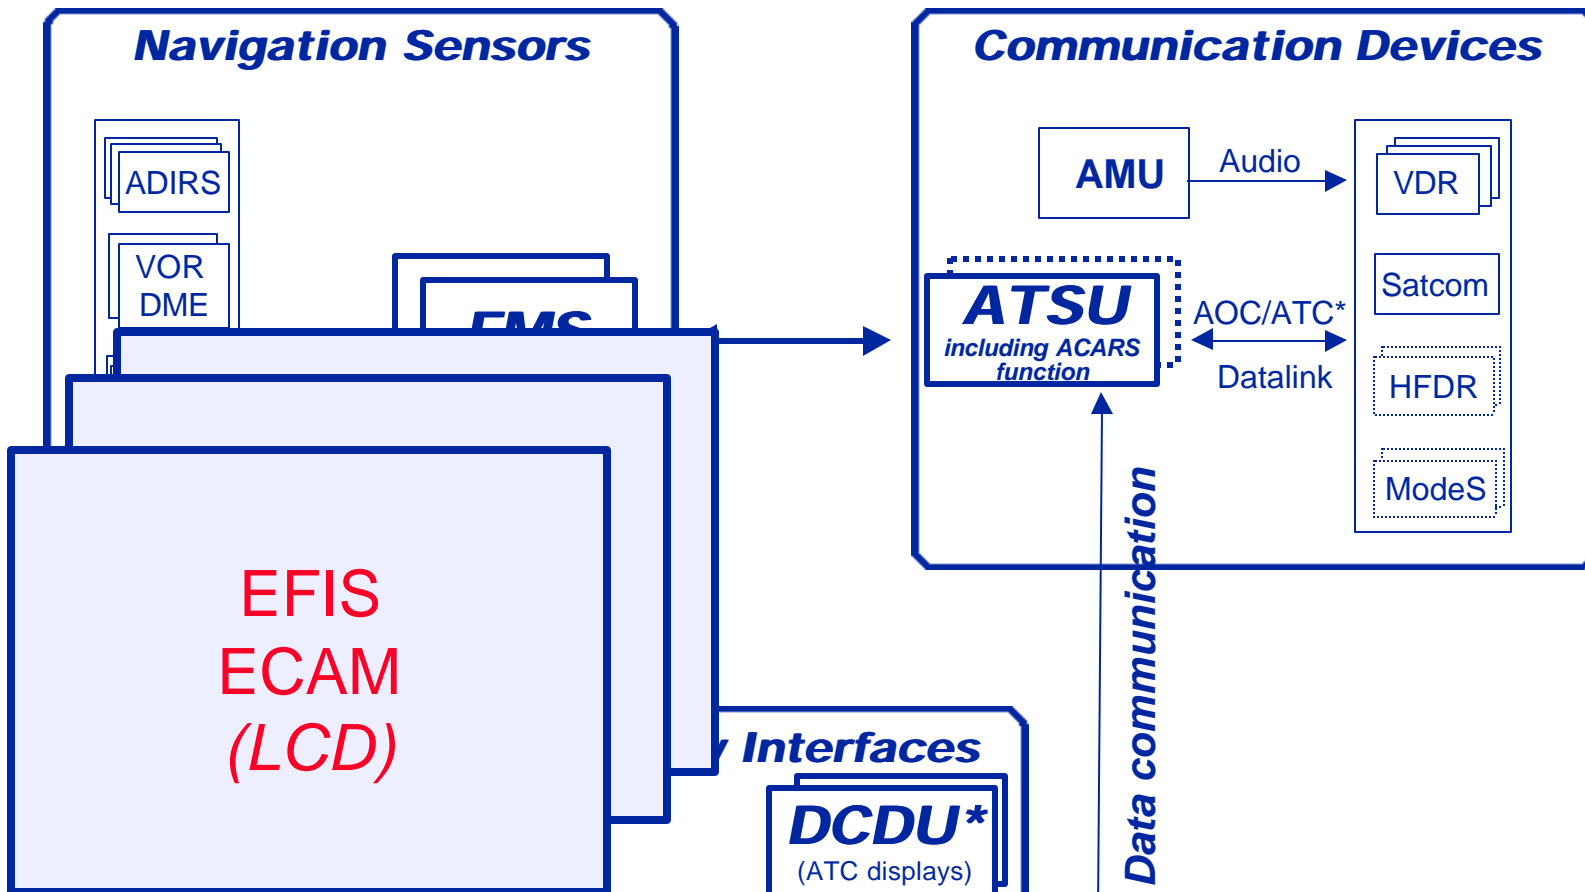 Navigation Sensors
ADIRS
VOR
DME
FMS
EFIS
ECAM
(LCD)
Communication Devices
AMU
Audio
VDR
ATSU
including ACARS
function
AOC/ATC*
Datalink
Satcom
HFDR
ModeS
Data communication
Interfaces
DCDU*
(ATC displays)